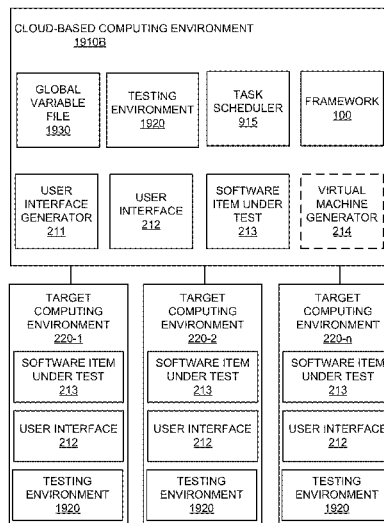 CLOUD-BASED COMPUTING ENVIRONMENT
1910B
GLOBAL
VARIABLE
FILE
1930
TESTING
ENVIRONMENT
1920
TASK
SCHEDULER
915
FRAMEWORK
100
USER
INTERFACE
GENERATOR
211
USER
INTERFACE
212
SOFTWARE
ITEM UNDER
TEST
213
VIRTUAL
MACHINE
GENERATOR
214
TARGET
COMPUTING
ENVIRONMENT
220-1
SOFTWARE ITEM
UNDER TEST
213
USER INTERFACE
212
TESTING
ENVIRONMENT
1920
TARGET
COMPUTING
ENVIRONMENT
220-2
SOFTWARE ITEM
UNDER TEST
213
USER INTERFACE
212
TESTING
ENVIRONMENT
1920
TARGET
COMPUTING
ENVIRONMENT
220-n
SOFTWARE ITEM
UNDER TEST
213
USER INTERFACE
212
TESTING
ENVIRONMENT
1920